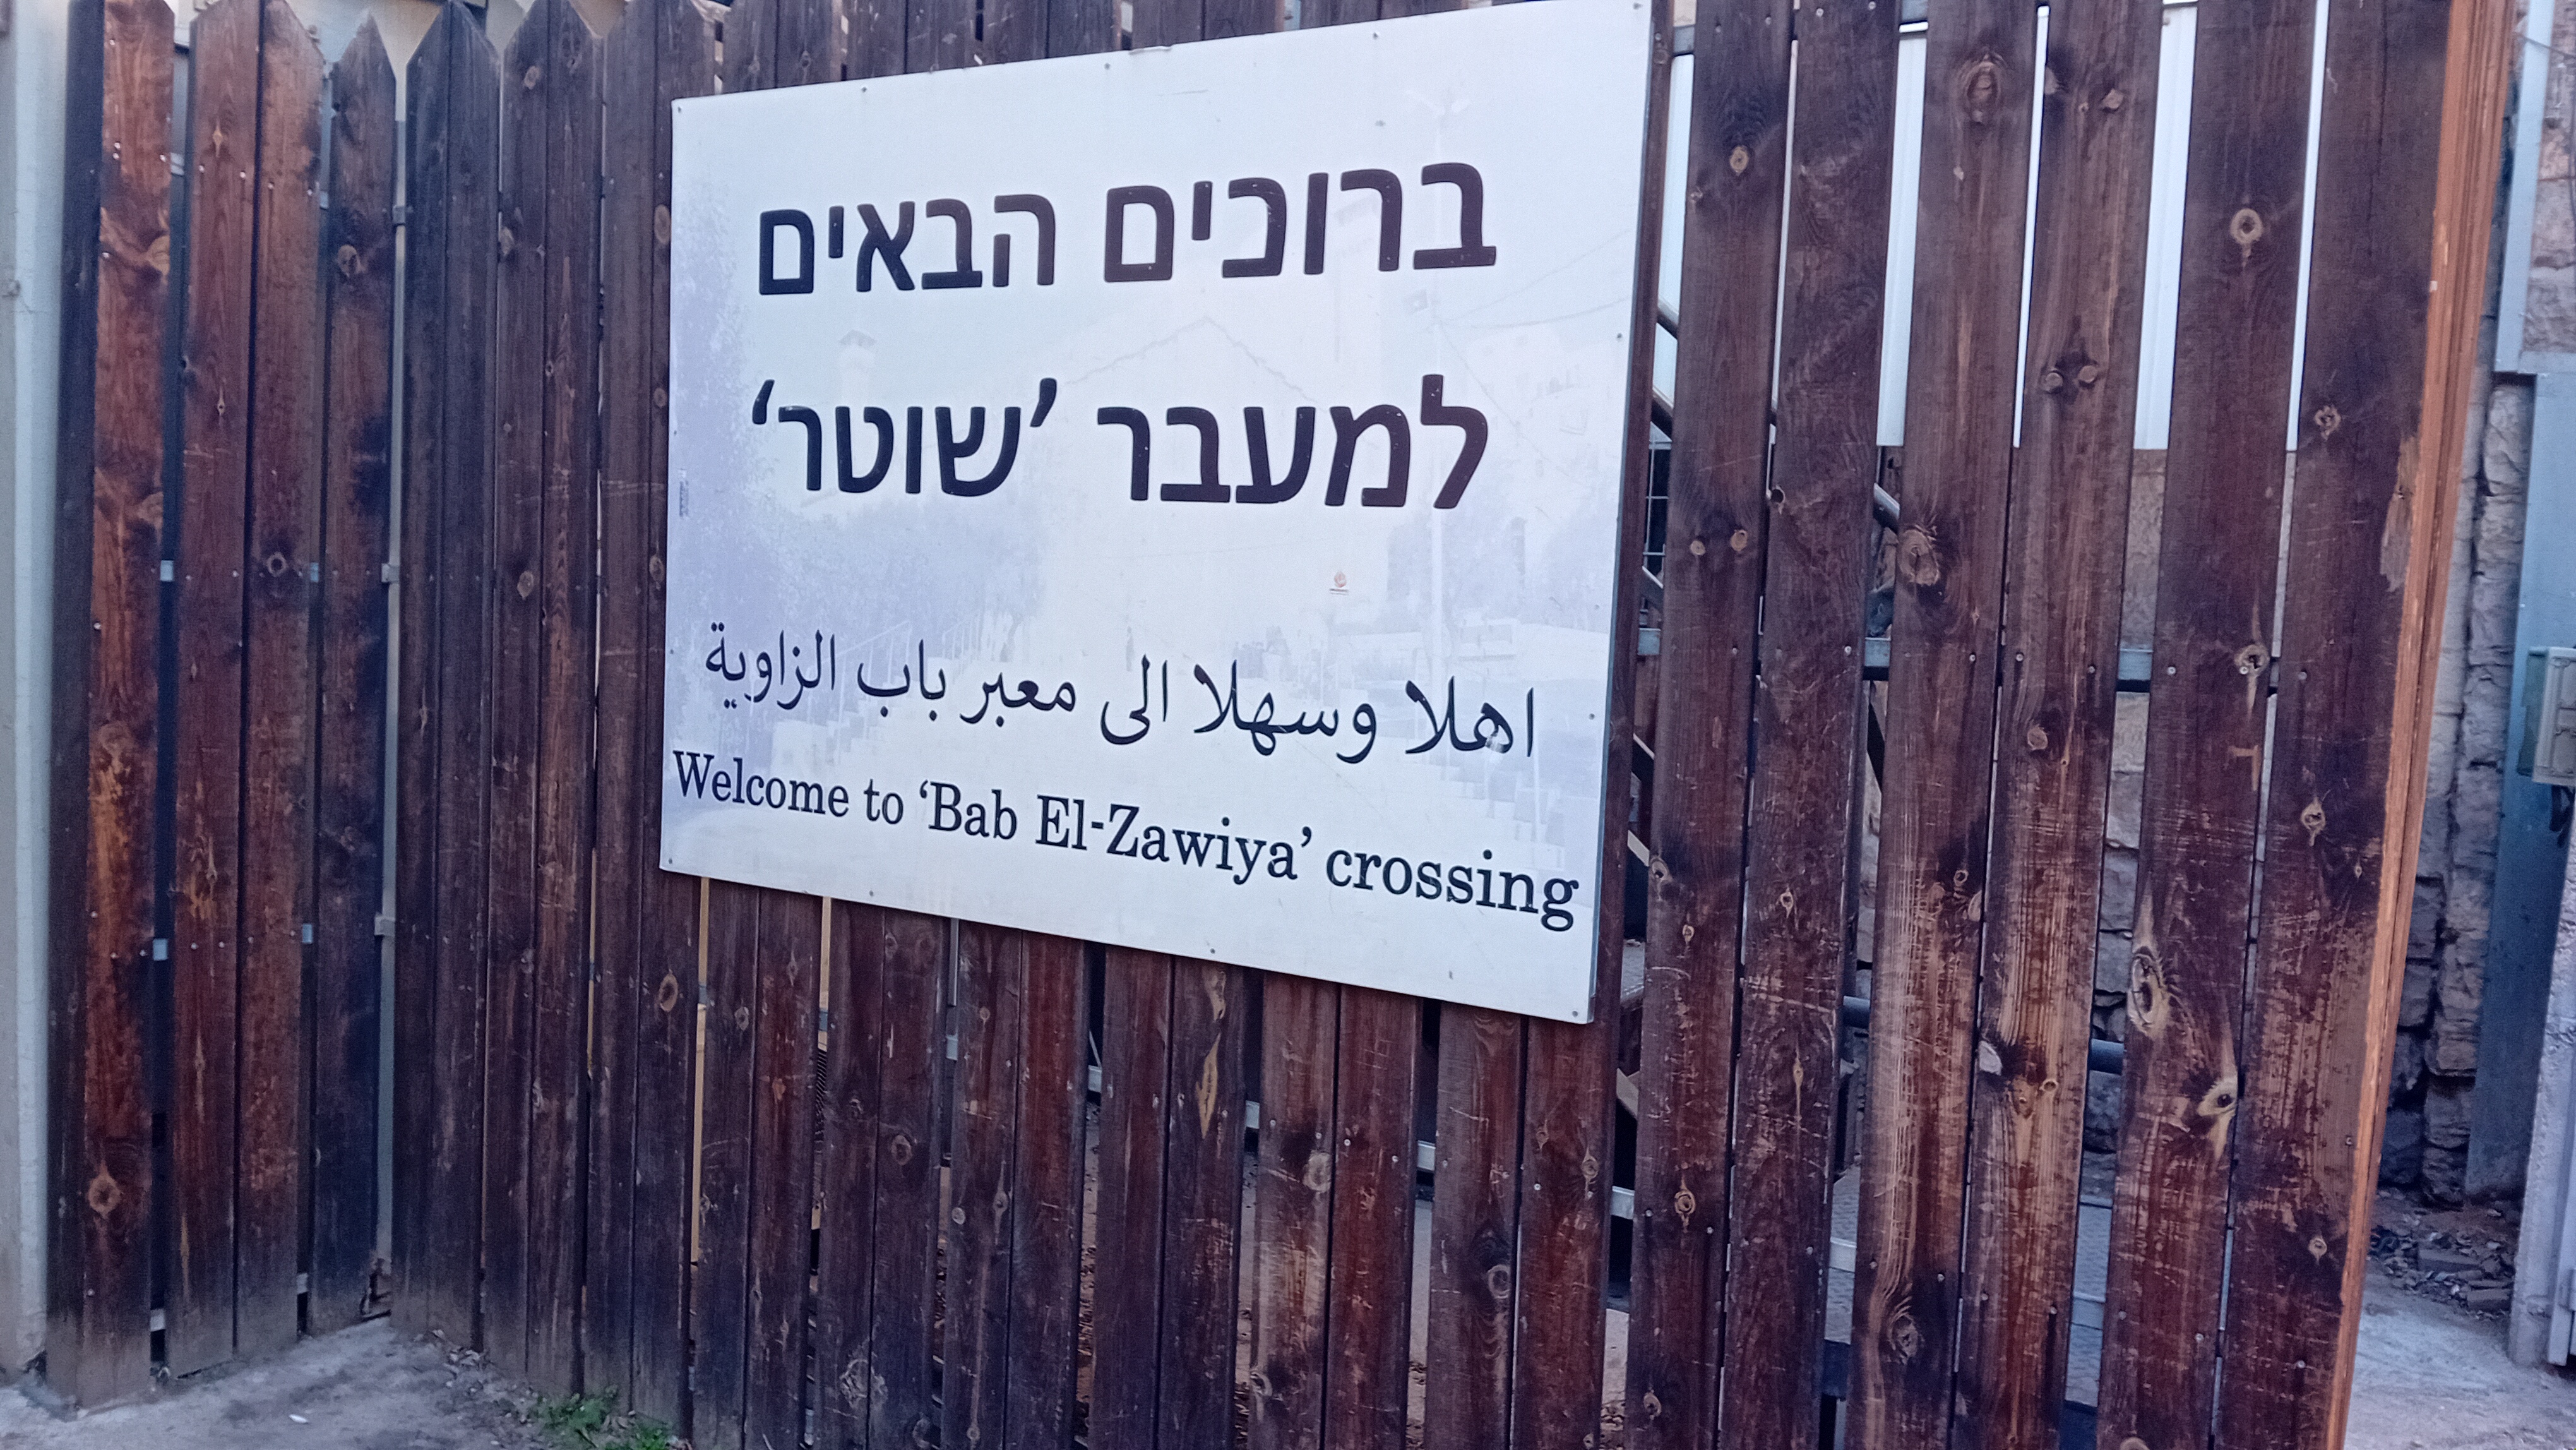 ברוכים הבאים
למעבר 'שוטר'
اهلا وسهلا الى معبر باب الزاوية
Welcome to ‘Bab El-Zawiya’ crossing